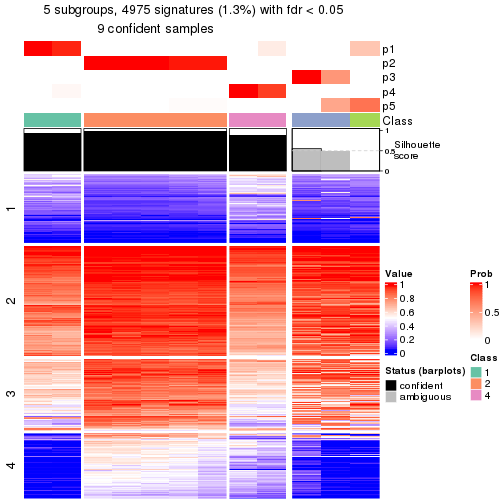 5 subgroups, 4975 signatures (1.3%) with fdr < 0.05
9 confident samples
p1
p2
p3
p4
p5
Class
1
0.5
0
Silhouette
score
1
2
3
4
Value
1
0.8
0.6
0.4
0.2
0
Prob
1
0.5
0
Status (barplots)
confident
ambiguous
Class
1
2
4